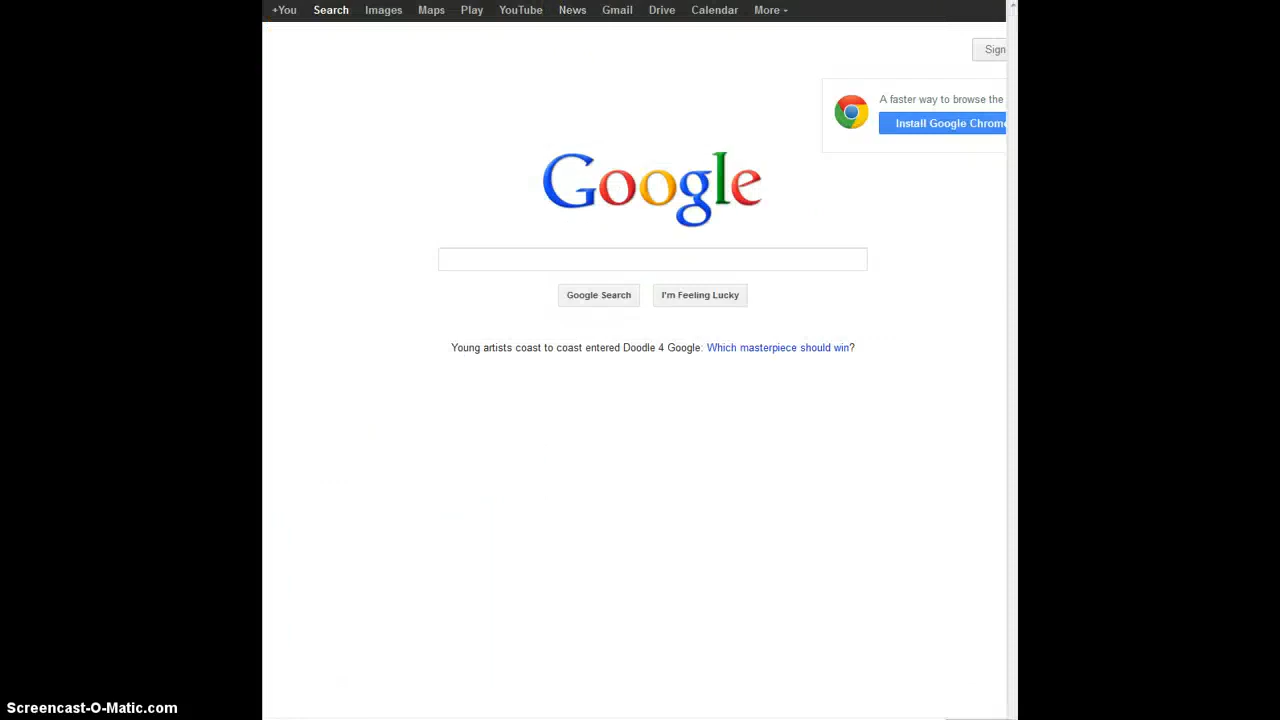 +You Search Images Maps Play YouTube News Gmail Drive Calendar More
Sign
A faster way to browse the
Install Google Chrome
Google
Google Search I'm Feeling Lucky
Young artists coast to coast entered Doodle 4 Google: Which masterpiece should win?
Screencast-O-Matic.com